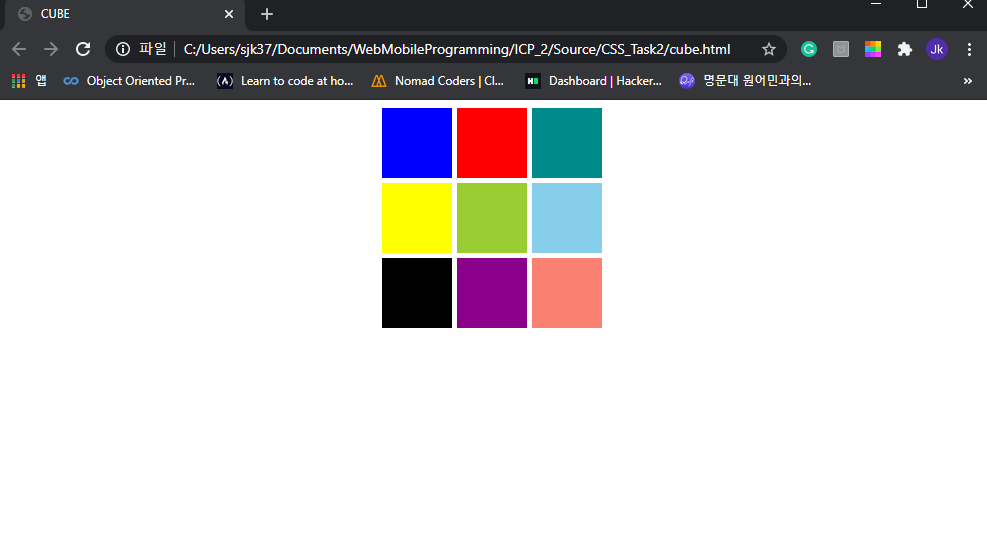 CUBE
파일 C:/Users/sjk37/Documents/WebMobileProgramming/ICP_2/Source/CSS_Task2/cube.html Jk
앱 Object Oriented Pr... Learn to code at ho... Nomad Coders | Cl... H Dashboard | Hacker... 명문대 원어민과의...